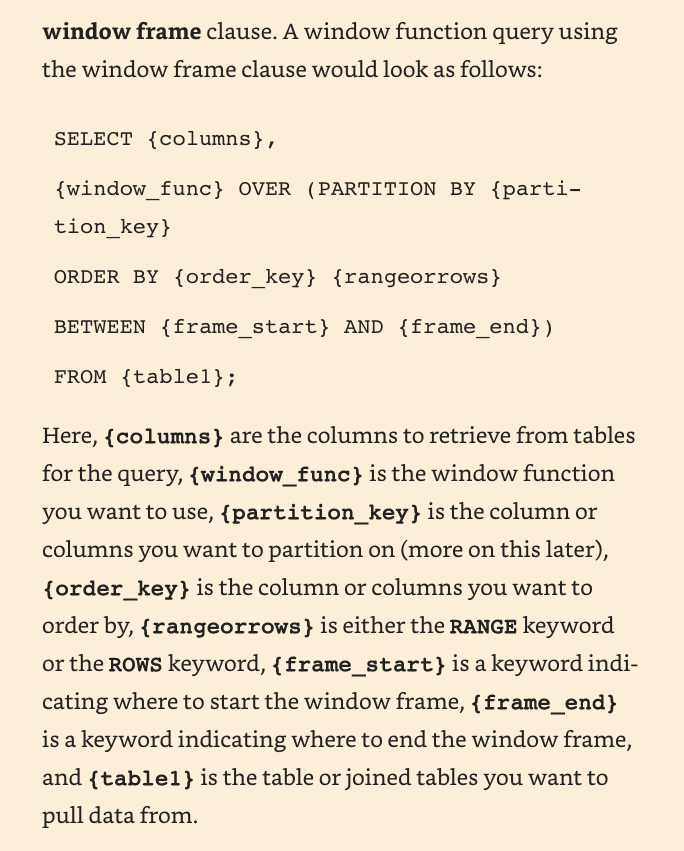 window frame clause. A window function query using
the window frame clause would look as follows:
SELECT {columns},
{window_func} OVER (PARTITION BY {parti-
tion_key}
ORDER BY {order_key} {rangeorrows}
BETWEEN {frame_start} AND {frame_end})
FROM {table1};
Here, {columns} are the columns to retrieve from tables
for the query, {window_func} is the window function
you want to use, {partition_key} is the column or
columns you want to partition on (more on this later),
{order_key} is the column or columns you want to
order by, {rangeorrows} is either the RANGE keyword
or the ROWS keyword, {frame_start} is a keyword indi-
cating where to start the window frame, {frame_end}
is a keyword indicating where to end the window frame,
and {table1} is the table or joined tables you want to
pull data from.